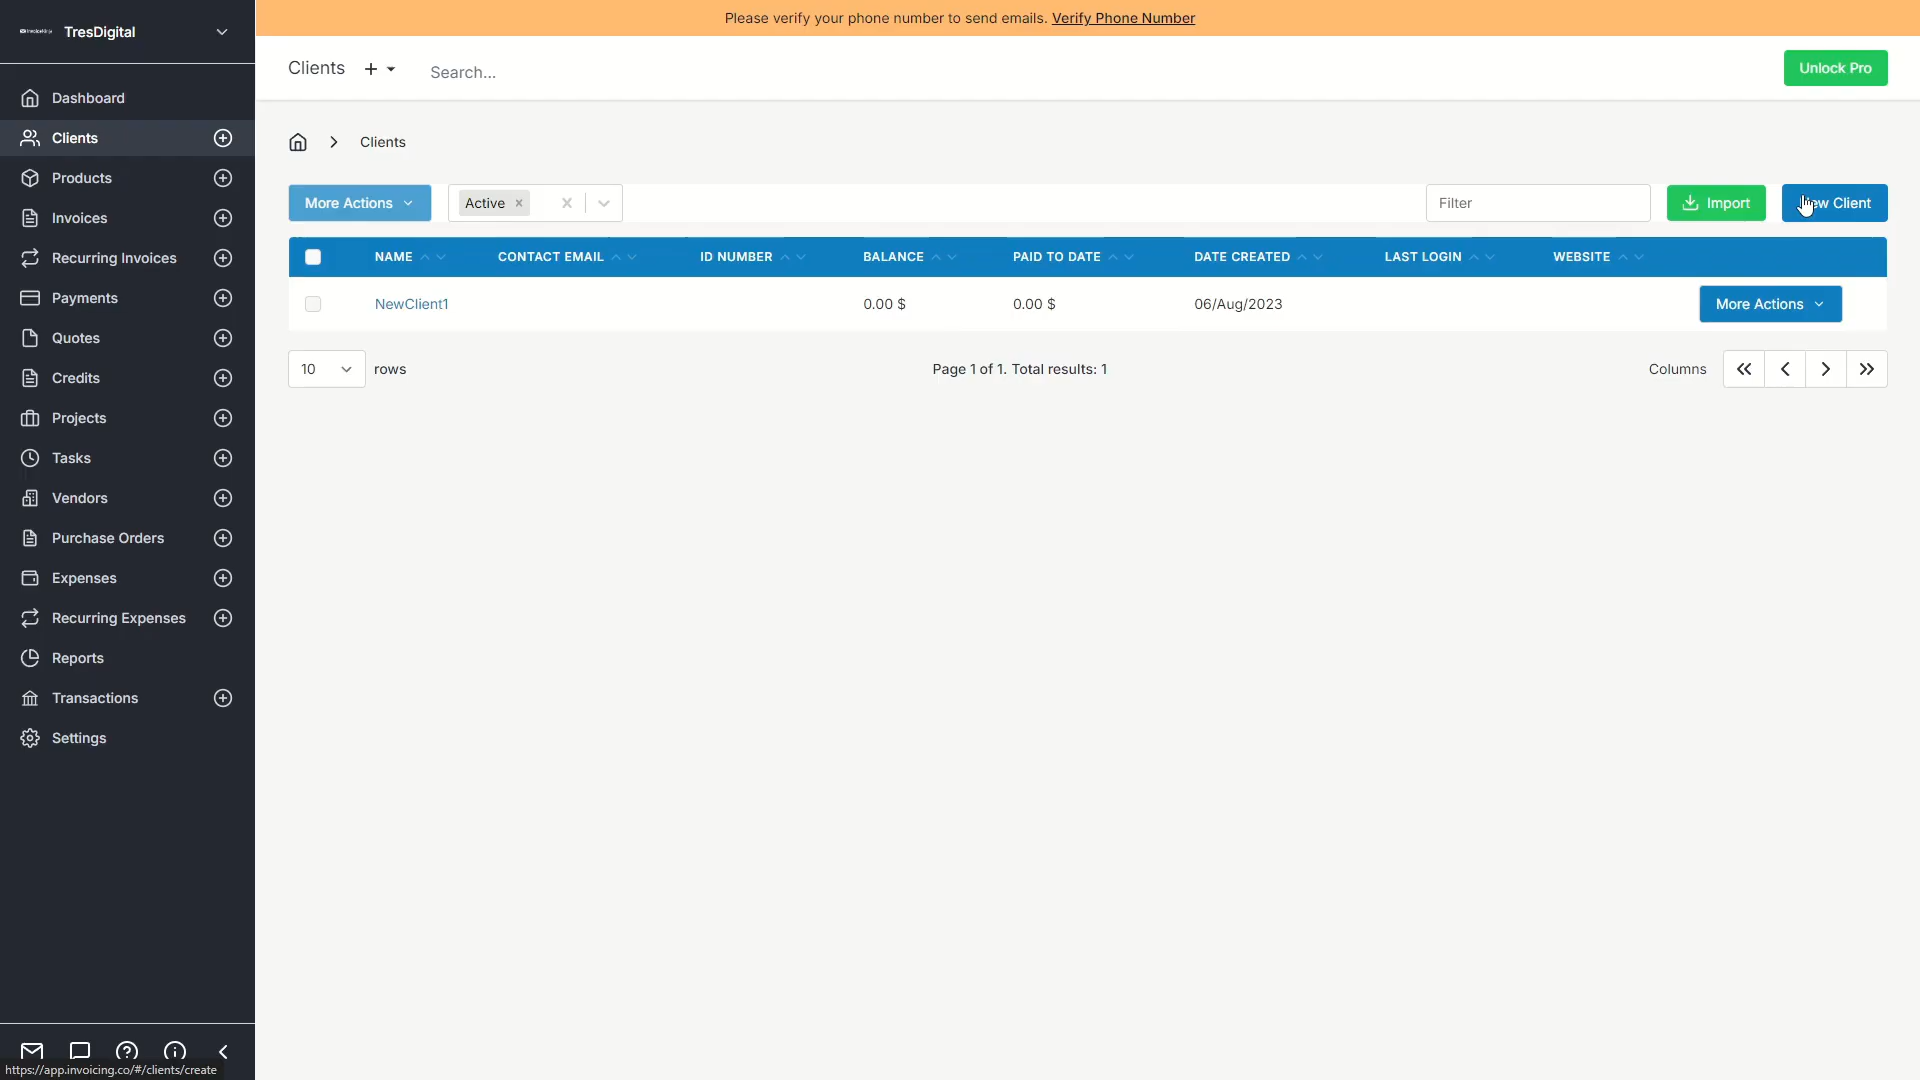 Please verify your phone number to send emails. Verify Phone Number
TresDigital
Clients
Search...
Unlock Pro
Dashboard
Clients
Products
Invoices
Recurring Invoices
Payments
Quotes
Credits
Projects
Tasks
Vendors
Purchase Orders
Expenses
Recurring Expenses
Reports
Transactions
Settings
https://app.invoicing.co/#/clients/create
Clients
More Actions
Active
Filter
Import
New Client
NAME CONTACT EMAIL ID NUMBER BALANCE PAID TO DATE DATE CREATED LAST LOGIN WEBSITE
NewClient1 0.00 $ 0.00 $ 06/Aug/2023 More Actions
10 rows
Page 1 of 1. Total results: 1
Columns